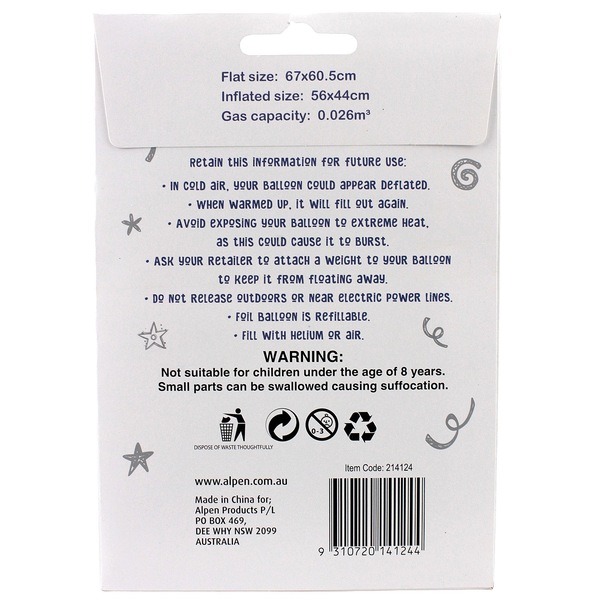 Flat size: 67x60.5cm
Inflated size: 56x44cm
Gas capacity: 0.026m³
Retain this information for future use:
• In cold air, your balloon could appear deflated.
• When warmed up, it will fill out again.
• Avoid exposing your balloon to extreme heat,
as this could cause it to burst.
• Ask your retailer to attach a weight to your balloon
to keep it from floating away.
• Do not release outdoors or near electric power lines.
• Foil balloon is refillable.
• Fill with helium or air.
WARNING:
Not suitable for children under the age of 8 years.
Small parts can be swallowed causing suffocation.
0-3
DISPOSE OF WASTE THOUGHTFULLY
Item Code: 214124
www.alpen.com.au
Made in China for;
Alpen Products P/L
PO BOX 469,
DEE WHY NSW 2099
AUSTRALIA
9 310720 141244